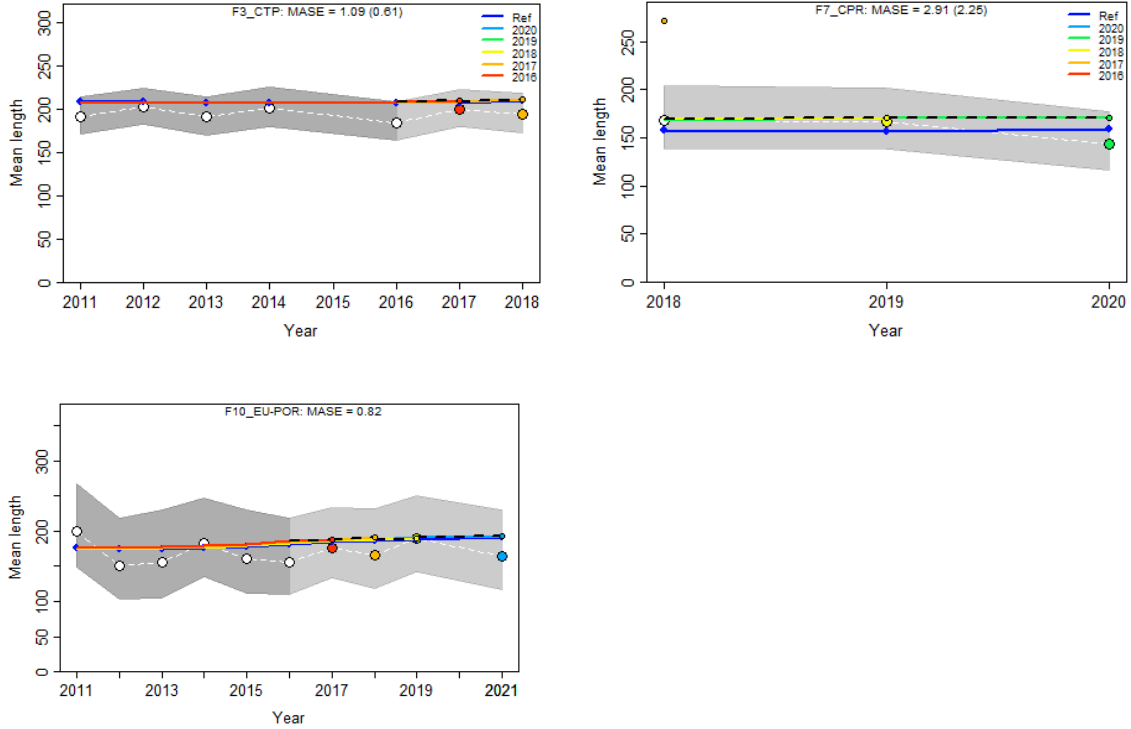 F3_CTP: MASE = 1.09 (0.61)
Ref
2020
2019
2018
2017
2016
Mean length
300
250
200
150
100
50
0
2011 2012 2013 2014 2015 2016 2017 2018
Year
F7_CPR: MASE = 2.91 (2.25)
Ref
2020
2019
2018
2017
2016
Mean length
250
200
150
100
50
0
2018 2019 2020
Year
F10_EU-POR: MASE = 0.82
Mean length
300
200
100
50
0
2011 2013 2015 2017 2019 2021
Year